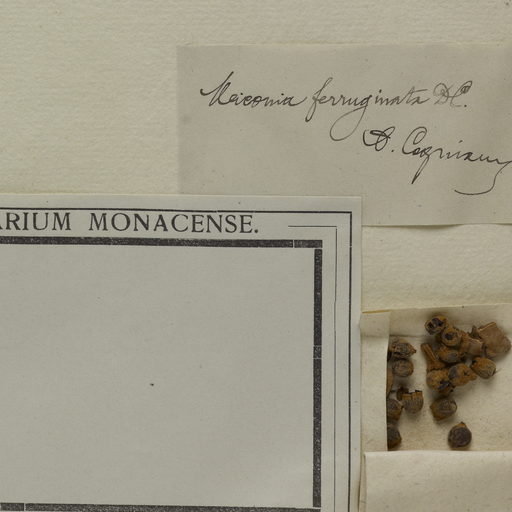 Miconia ferruginata DC.
A. Cogniaux
ARIUM MONACENSE.